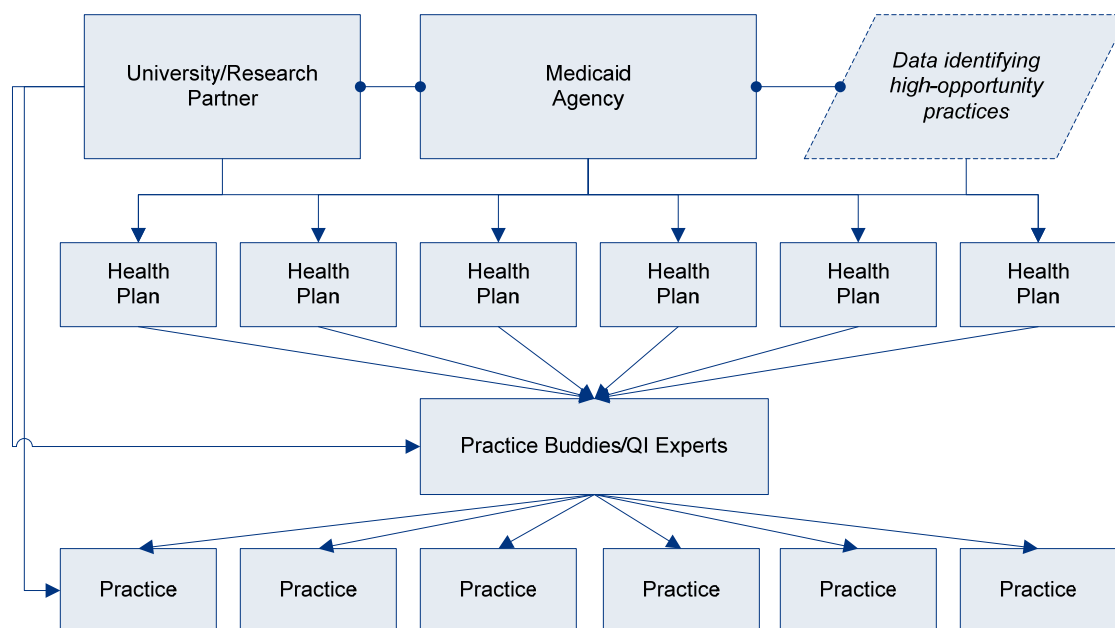 University/Research
Partner
Medicaid
Agency
Data identifying
high-opportunity
practices
Health
Plan
Health
Plan
Health
Plan
Health
Plan
Health
Plan
Health
Plan
Practice Buddies/QI Experts
Practice
Practice
Practice
Practice
Practice
Practice